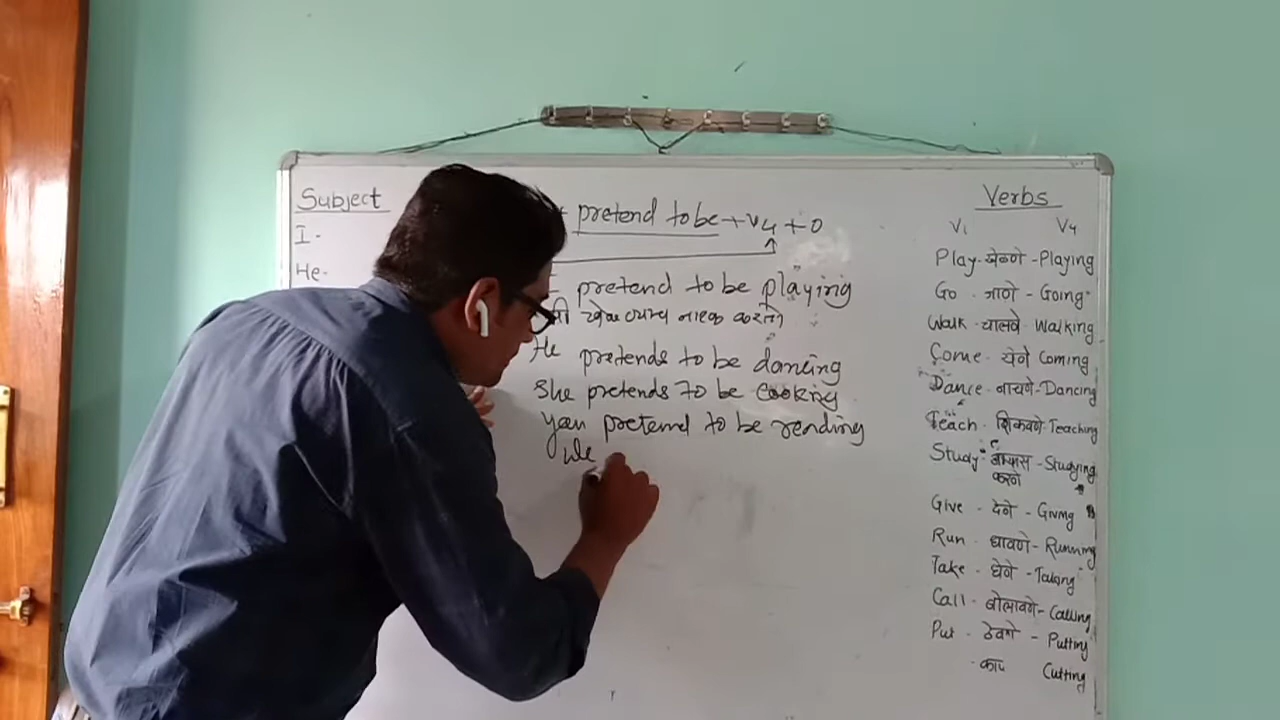 Subject
I -
He -
+ pretend to be + V4 + O
pretend to be playing
मी खेळण्याचं नाटक करतो
He pretends to be dancing
She pretends to be cooking
You pretend to be reading
We
Verbs
V1 V4
Play - खेळणे - Playing
Go - जाणे - Going
Walk - चालणे - Walking
Come - येणे Coming
Dance - नाचणे - Dancing
Teach - शिकवणे - Teaching
Study - अभ्यास - Studying
करणे
Give - देणे - Giving
Run - धावणे - Running
Take - घेणे - Taking
Call - बोलावणे - Calling
Put - ठेवणे - Putting
Cutting